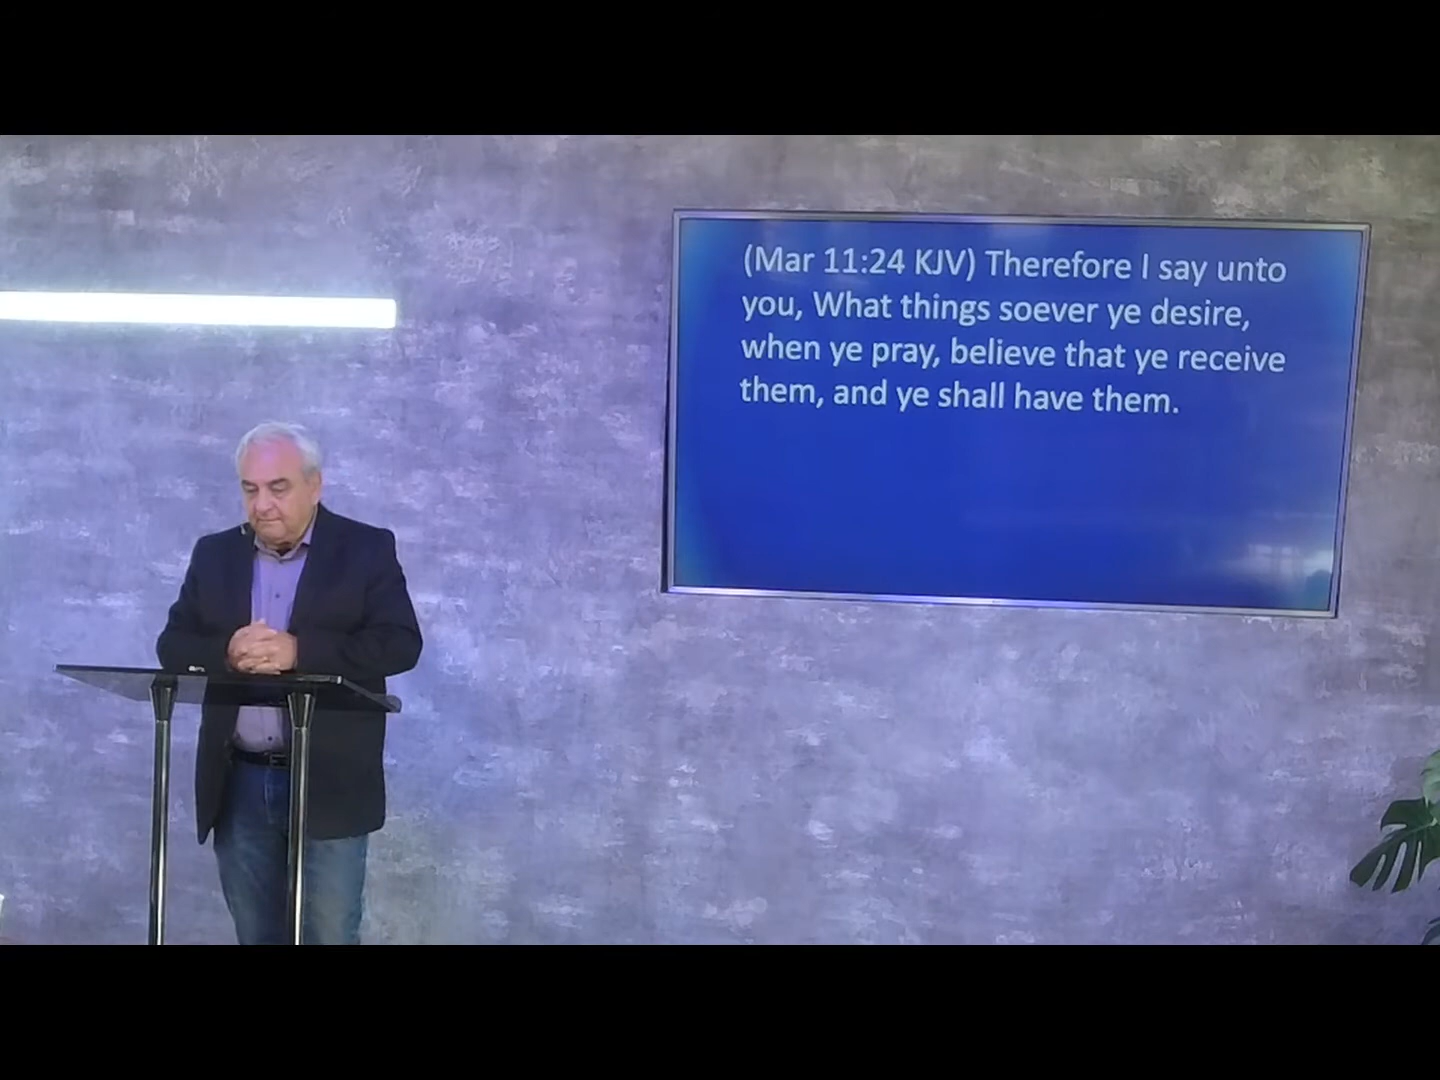 (Mar 11:24 KJV) Therefore I say unto
you, What things soever ye desire,
when ye pray, believe that ye receive
them, and ye shall have them.